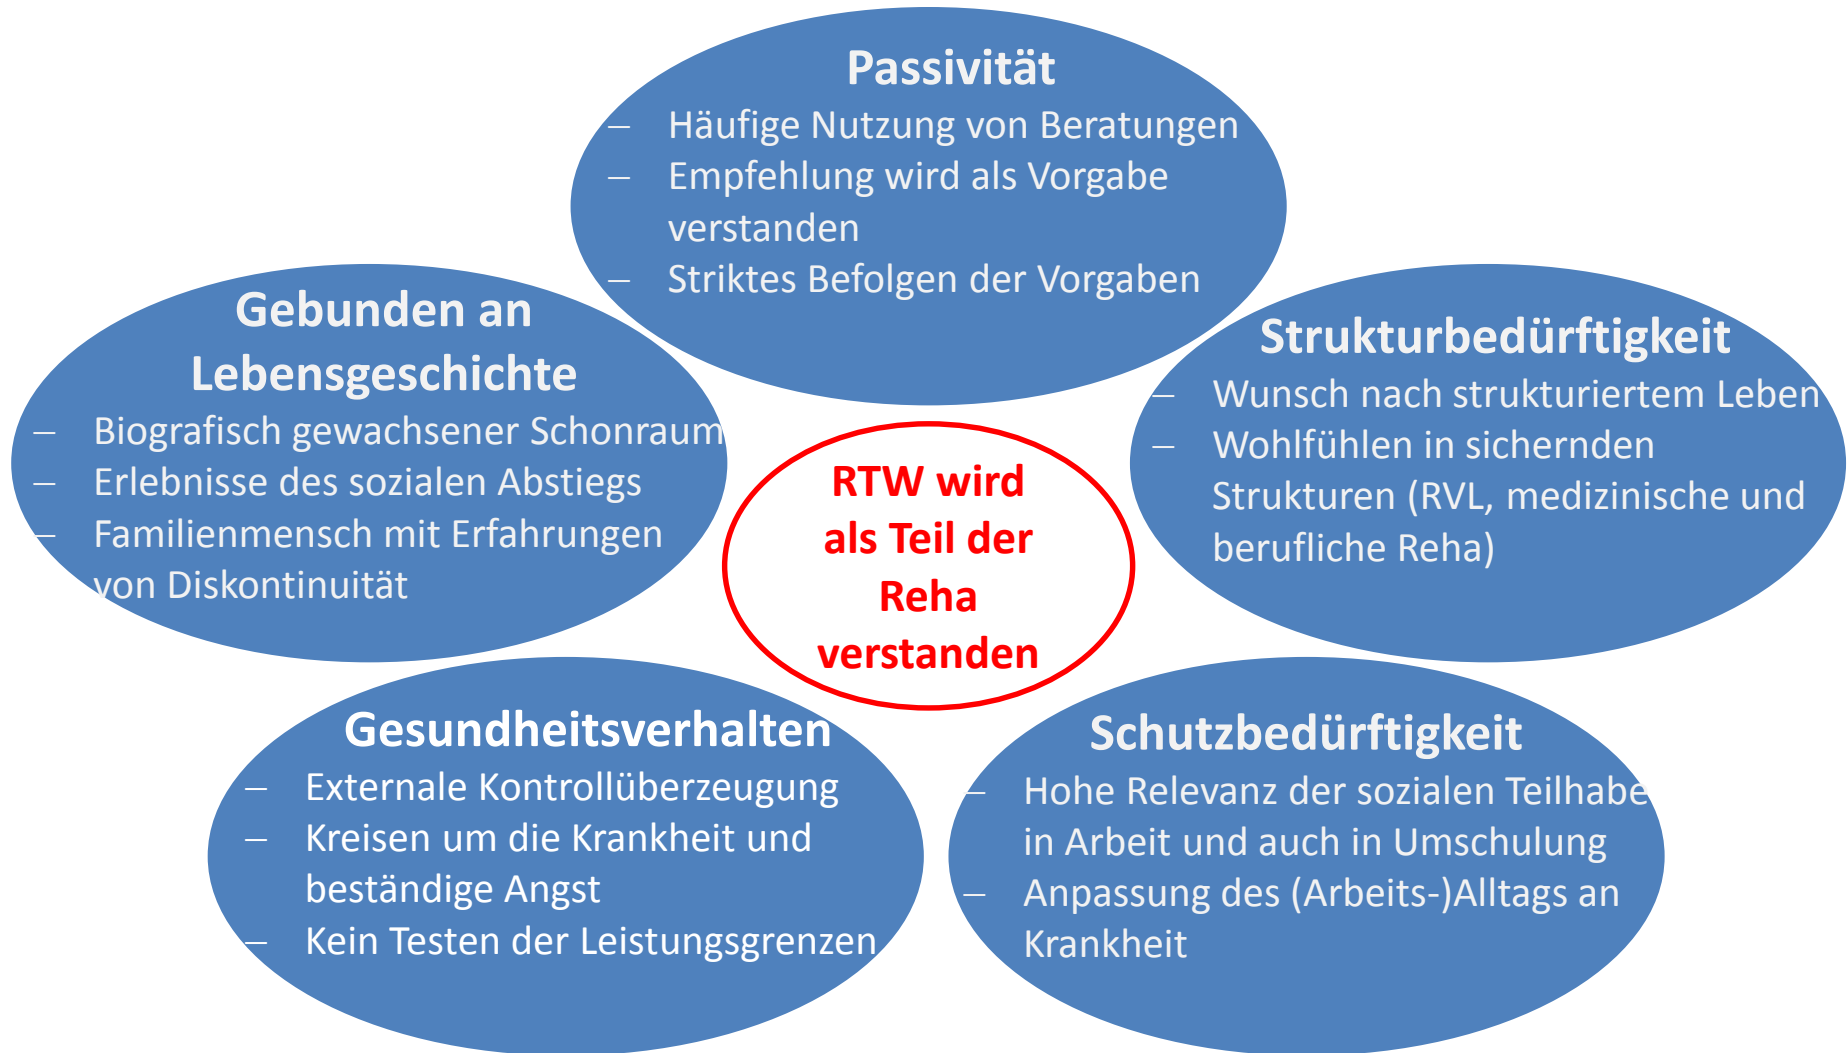 Passivität
– Häufige Nutzung von Beratungen
– Empfehlung wird als Vorgabe
verstanden
– Striktes Befolgen der Vorgaben
Gebunden an
Lebensgeschichte
– Biografisch gewachsener Schonraum
– Erlebnisse des sozialen Abstiegs
– Familienmensch mit Erfahrungen
von Diskontinuität
Strukturbedürftigkeit
– Wunsch nach strukturiertem Leben
– Wohlfühlen in sichernden
Strukturen (RVL, medizinische und
berufliche Reha)
RTW wird
als Teil der
Reha
verstanden
Gesundheitsverhalten
– Externale Kontrollüberzeugung
– Kreisen um die Krankheit und
beständige Angst
– Kein Testen der Leistungsgrenzen
Schutzbedürftigkeit
– Hohe Relevanz der sozialen Teilhabe
in Arbeit und auch in Umschulung
– Anpassung des (Arbeits-)Alltags an
Krankheit